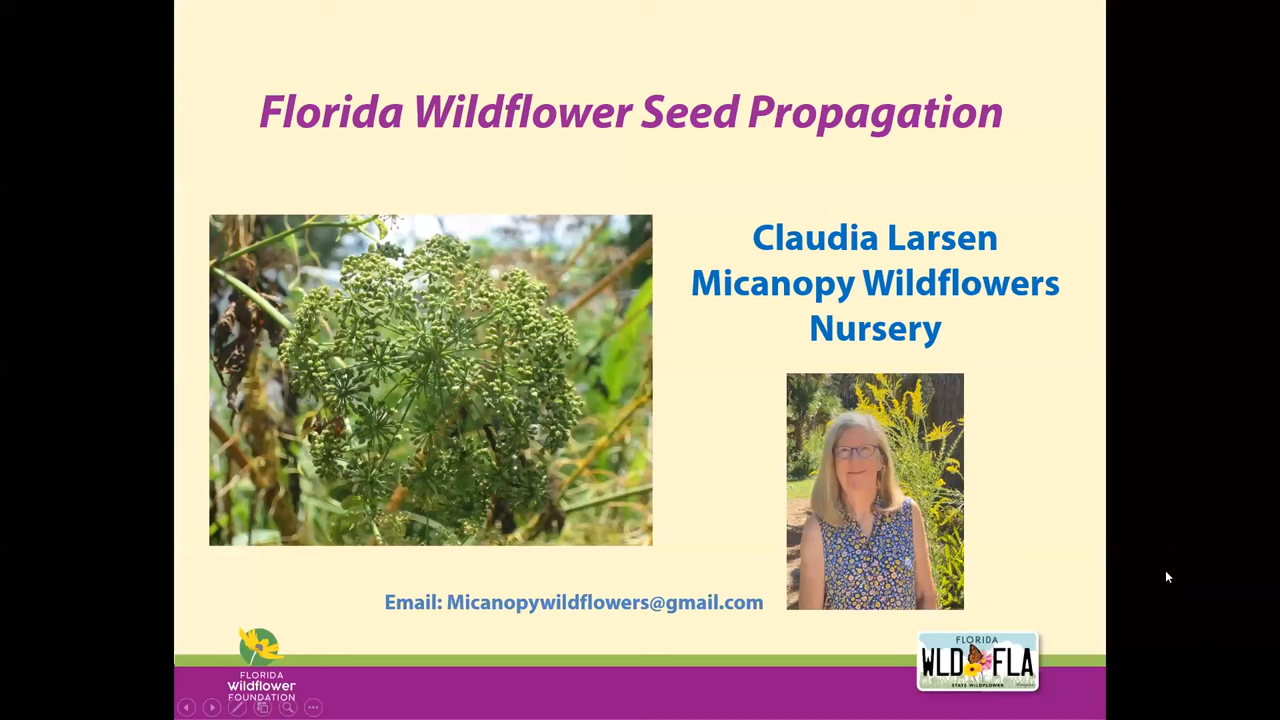 Florida Wildflower Seed Propagation
Claudia Larsen
Micanopy Wildflowers
Nursery
Email: Micanopywildflowers@gmail.com
FLORIDA
wildflower
FOUNDATION
FLORIDA
WLD FLA
STATE WILDFLOWER